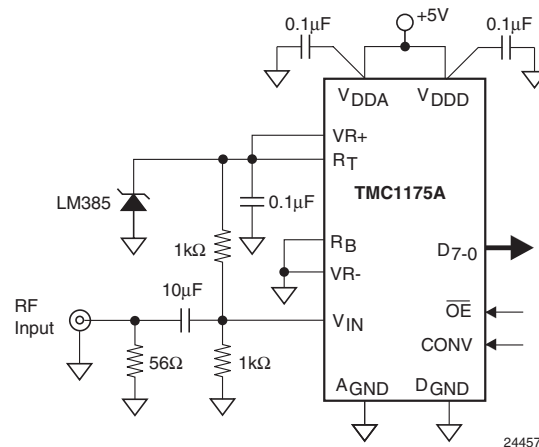 +5V
0.1µF
0.1µF
VDDA
VDDD
VR+
RT
TMC1175A
LM385
0.1µF
RB
1kΩ
D7-0
VR-
10µF
RF
Input
VIN
OE
CONV
56Ω
1kΩ
AGND
DGND
24457